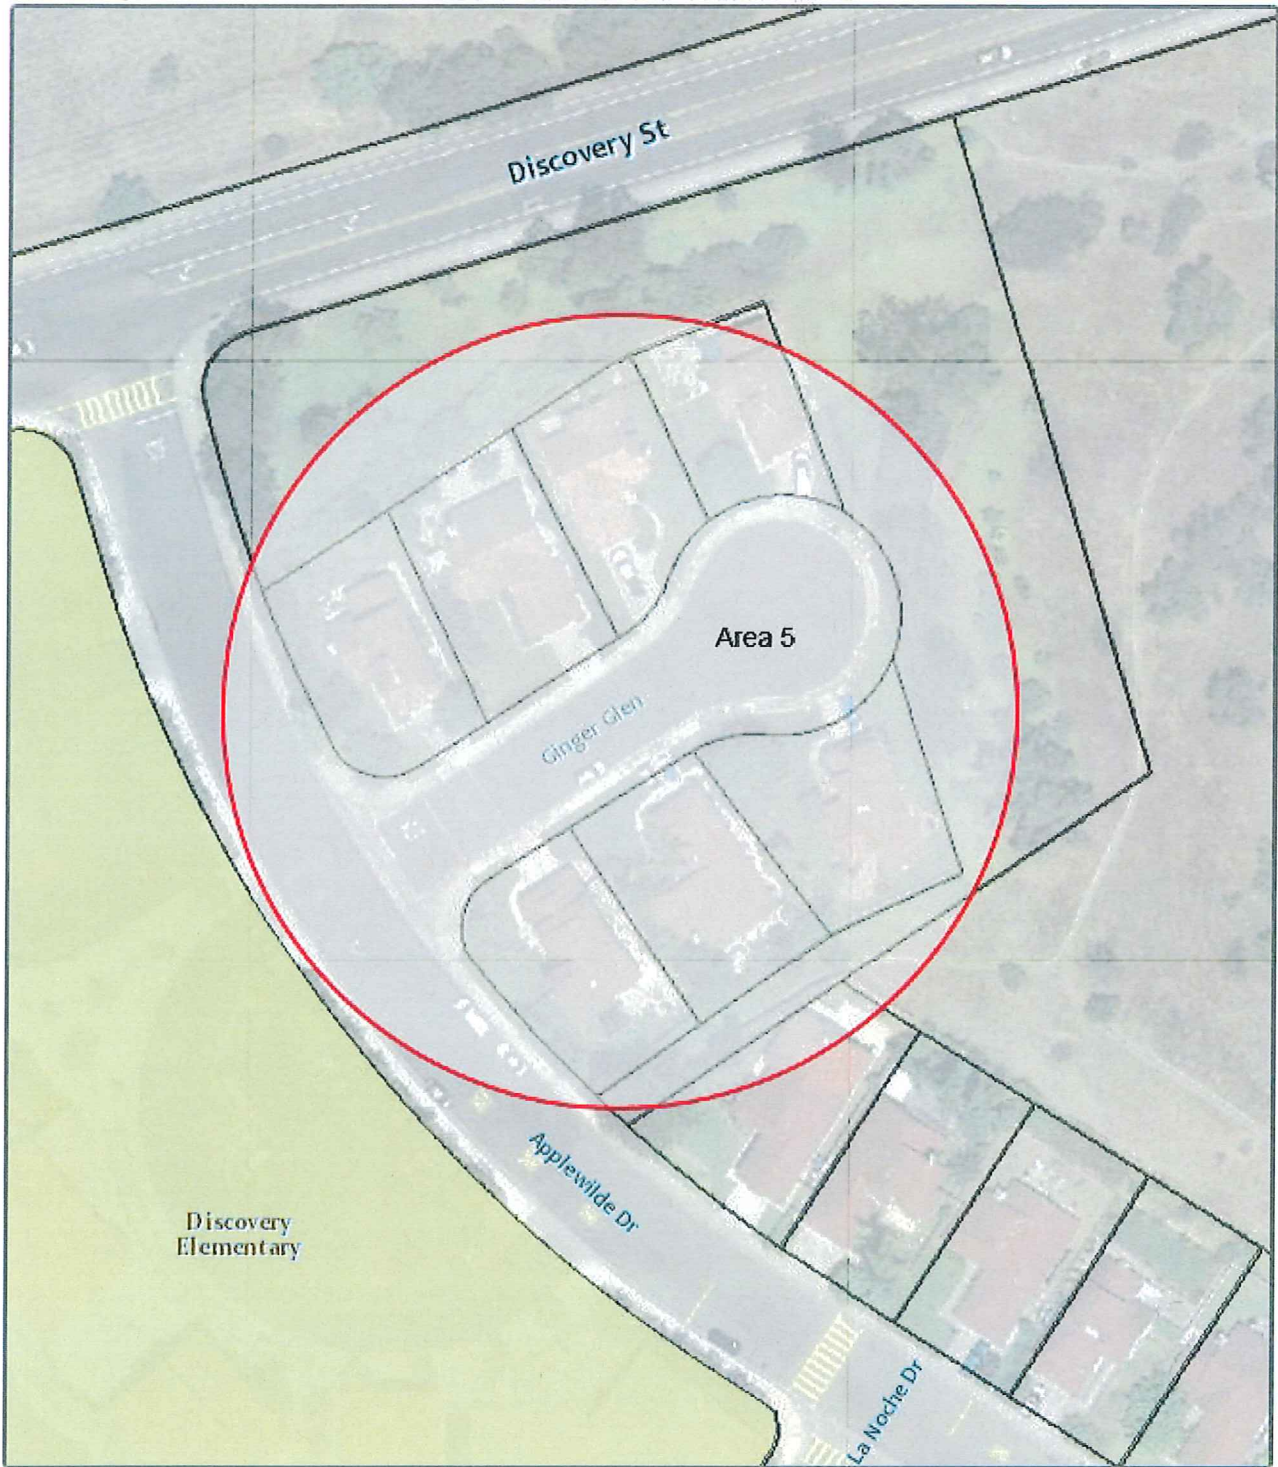 Discovery St
Area 5
Ginger Glen
Applewilde Dr
Discovery
Elementary
La Noche Dr